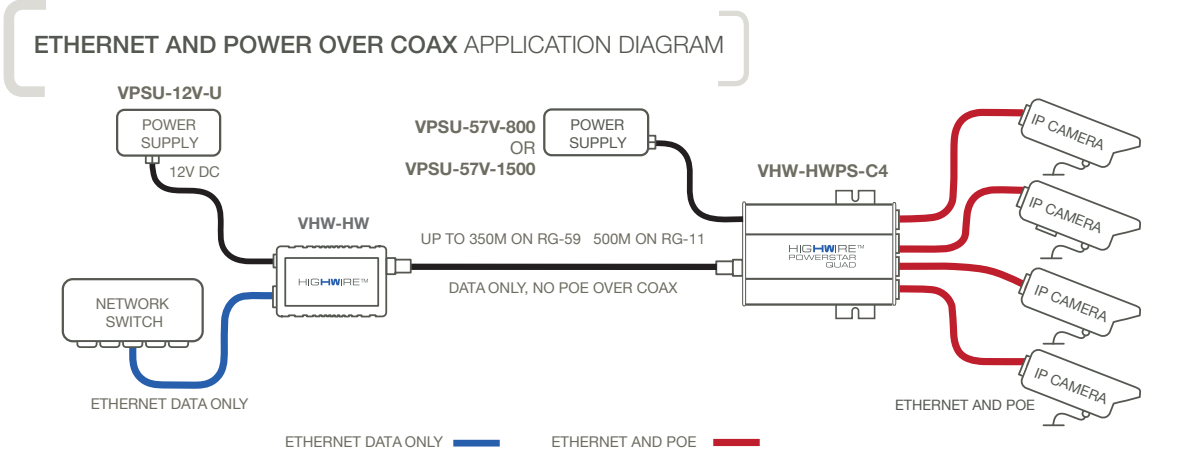 ETHERNET AND POWER OVER COAX APPLICATION DIAGRAM
VPSU-12V-U
POWER
SUPPLY
12V DC
VPSU-57V-800
OR
VPSU-57V-1500
POWER
SUPPLY
VHW-HWPS-C4
IP CAMERA
IP CAMERA
IP CAMERA
IP CAMERA
VHW-HW
HIGHWIRE™
UP TO 350M ON RG-59 500M ON RG-11
DATA ONLY, NO POE OVER COAX
HIGHWIRE™
POWERSTAR
QUAD
NETWORK
SWITCH
ETHERNET DATA ONLY
ETHERNET AND POE
ETHERNET DATA ONLY
ETHERNET AND POE